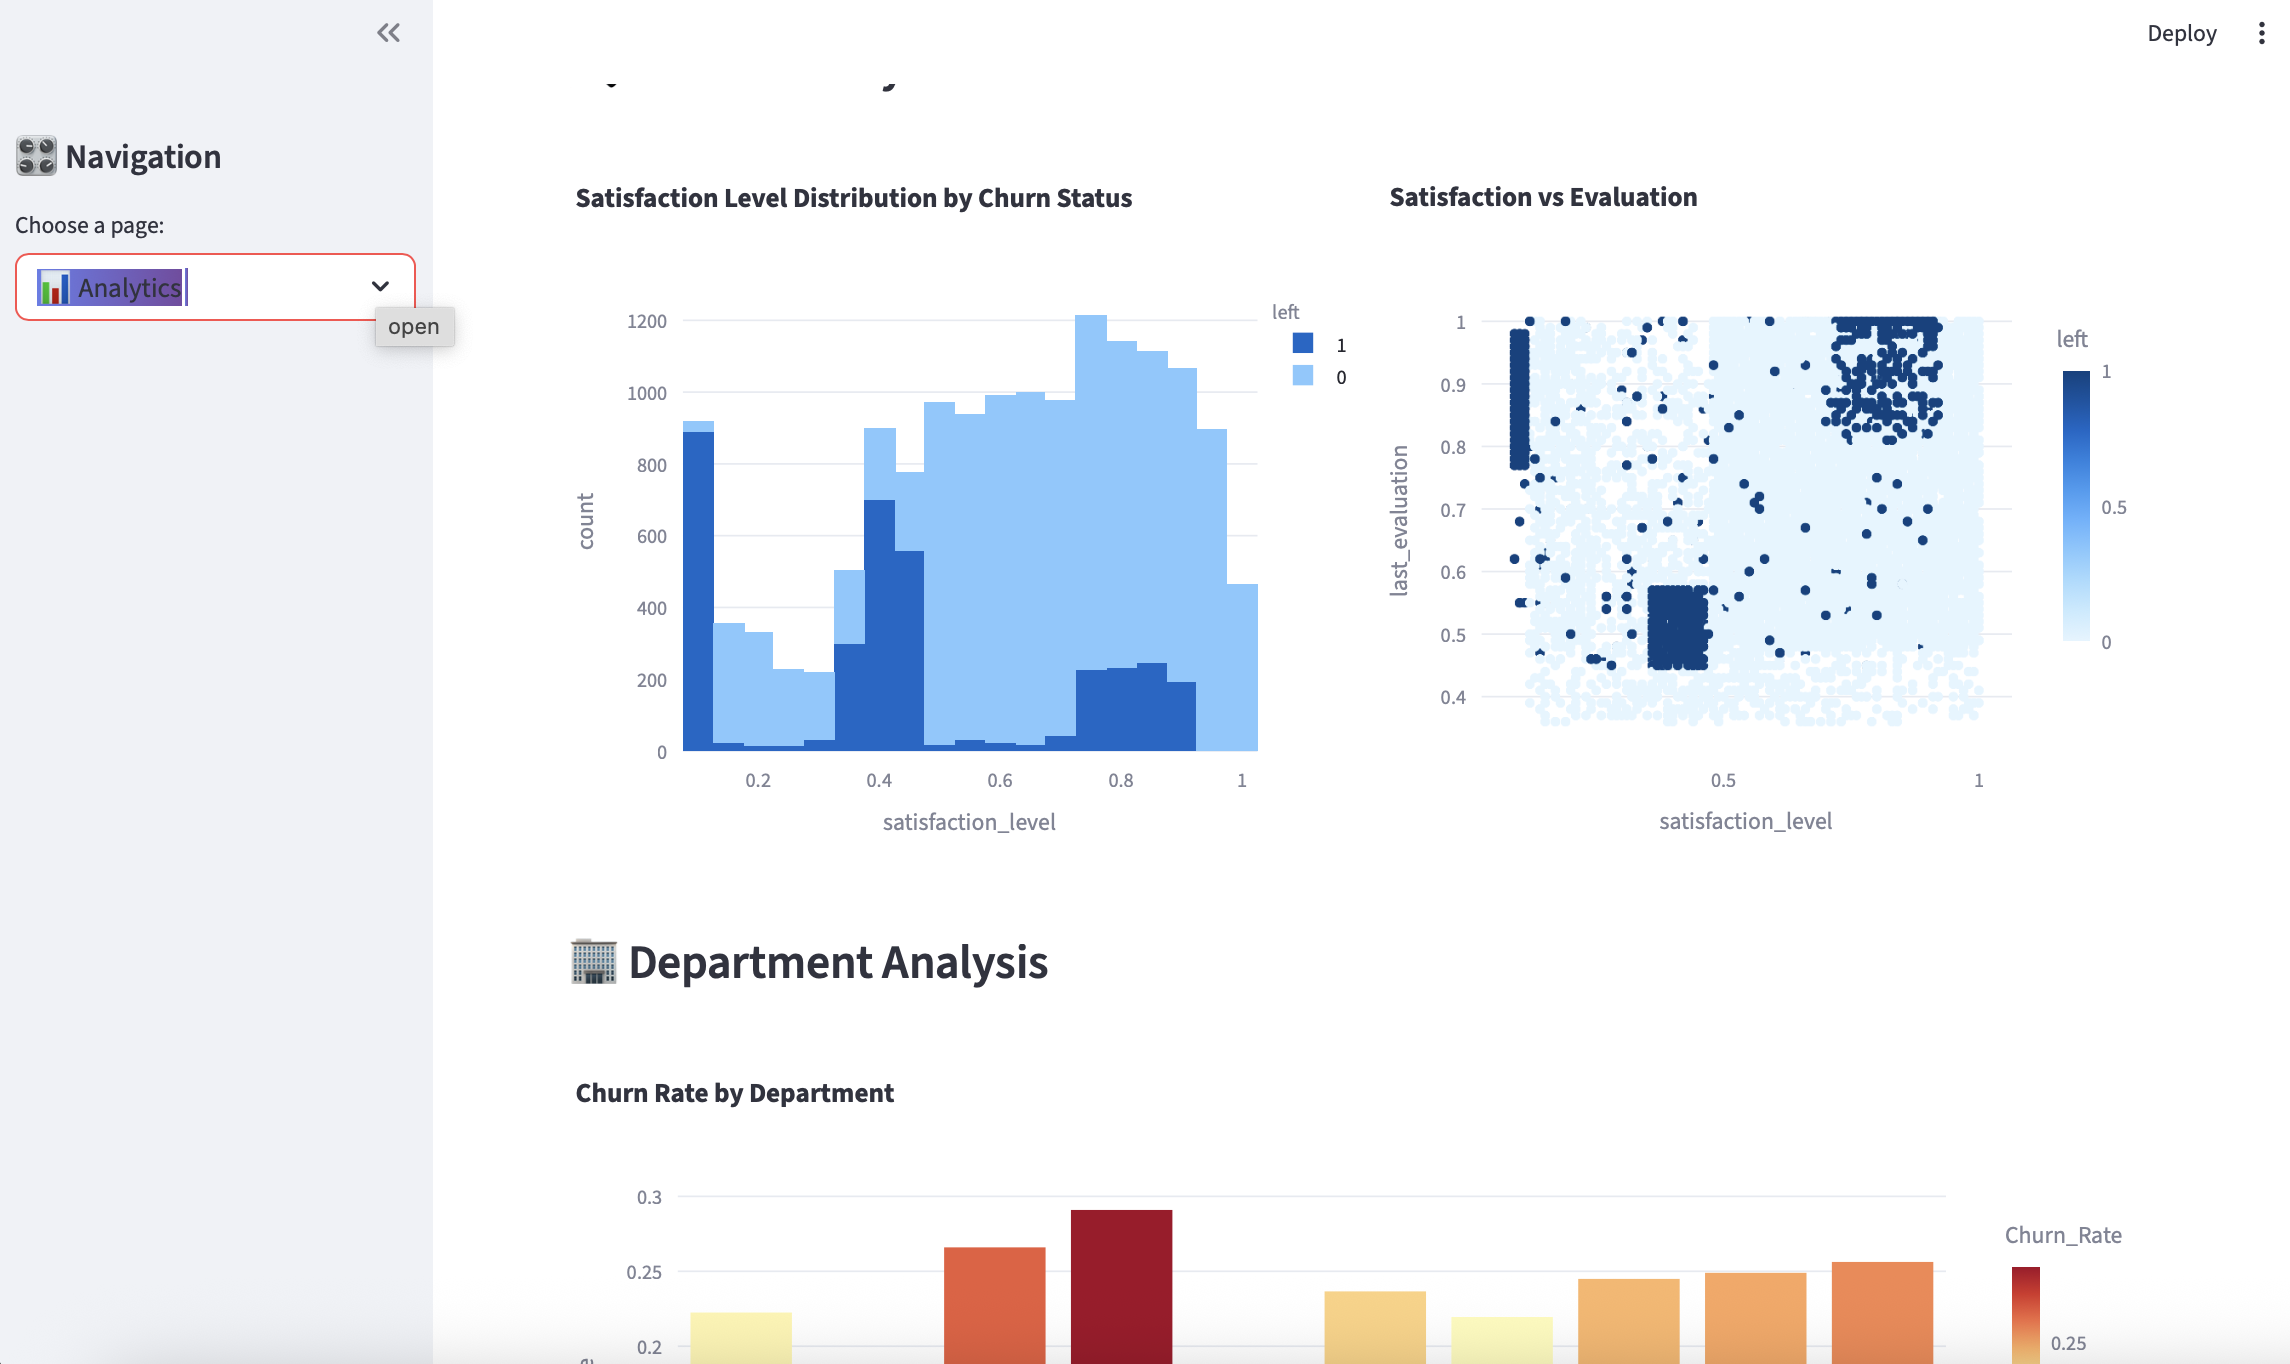 Deploy
Navigation
Choose a page:
Analytics
open
Satisfaction Level Distribution by Churn Status
1200
1000
800
600
400
200
0
count
0.2 0.4 0.6 0.8 1
satisfaction_level
left
1
0
Satisfaction vs Evaluation
1
0.9
0.8
0.7
0.6
0.5
0.4
last_evaluation
0.5 1
satisfaction_level
left
1
0.5
0
Department Analysis
Churn Rate by Department
0.3
0.25
0.2
Churn_Rate
0.25